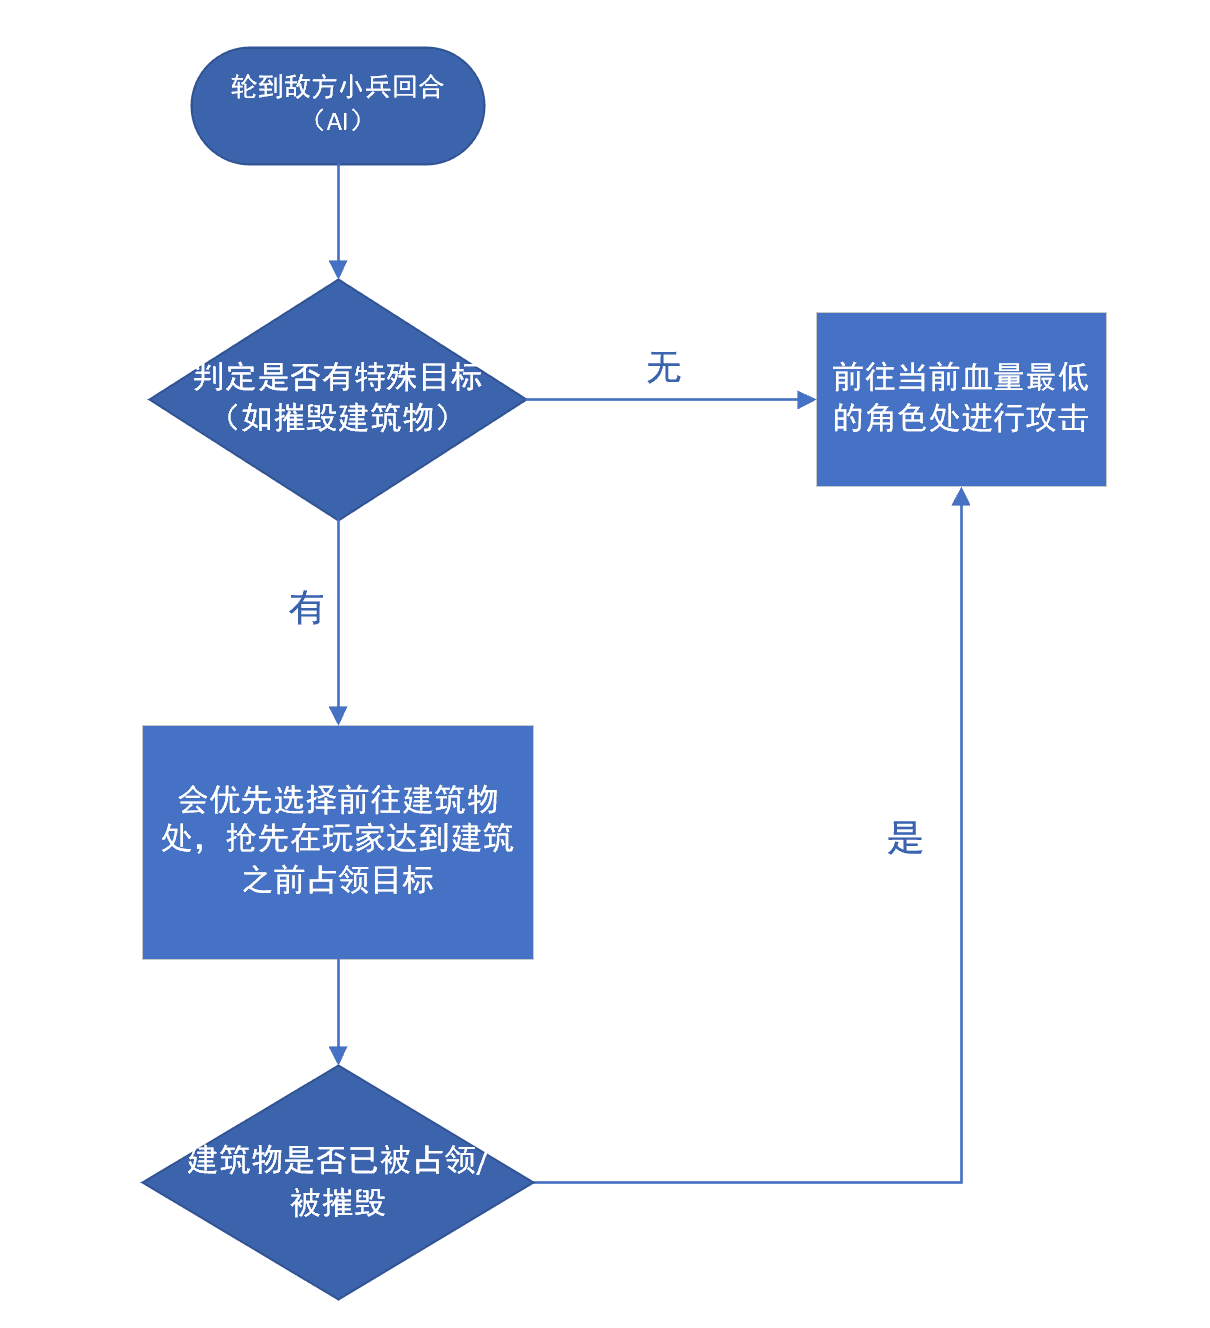 轮到敌方小兵回合
（AI）
判定是否有特殊目标
（如摧毁建筑物）
无
前往当前血量最低
的角色处进行攻击
有
会优先选择前往建筑物
处，抢先在玩家达到建筑
之前占领目标
是
建筑物是否已被占领/
被摧毁